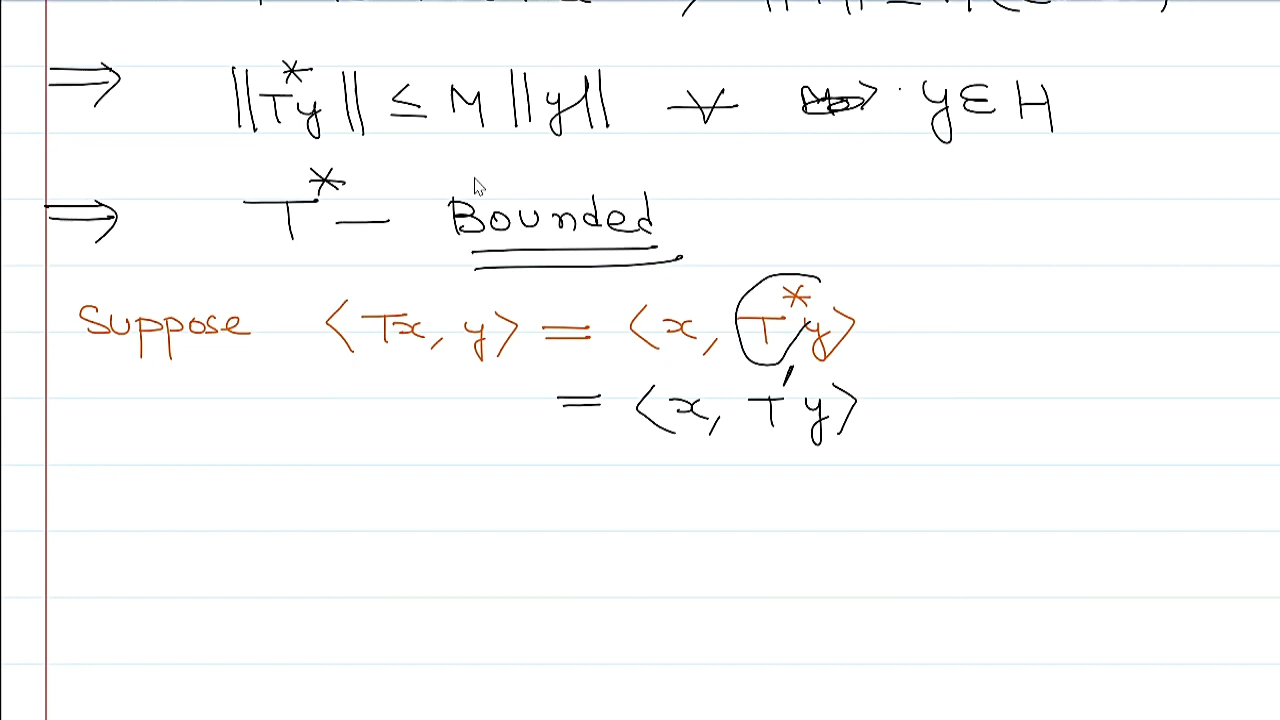 ⟹ ||T*y|| ≤ M ||y|| ∀ y ∈ H
⟹ T* — Bounded
Suppose ⟨Tx, y⟩ = ⟨x, T*y⟩
= ⟨x, T'y⟩